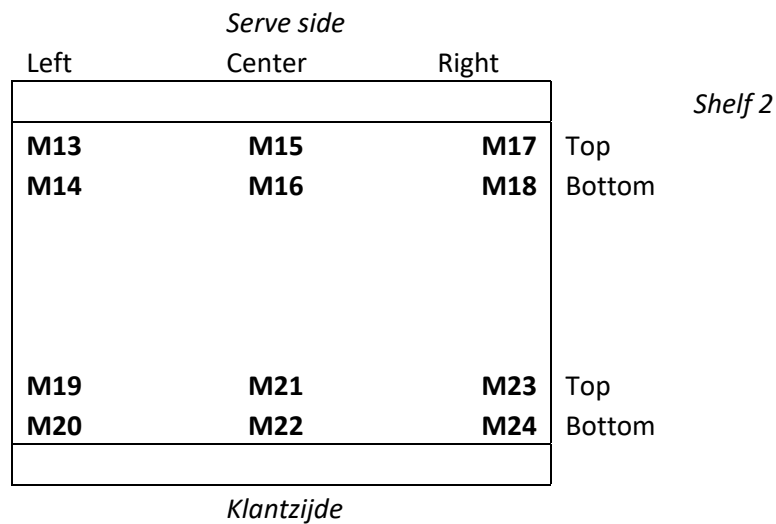 Serve side
Left Center Right
Shelf 2
M13 M15 M17 Top
M14 M16 M18 Bottom
M19 M21 M23 Top
M20 M22 M24 Bottom
Klantzijde